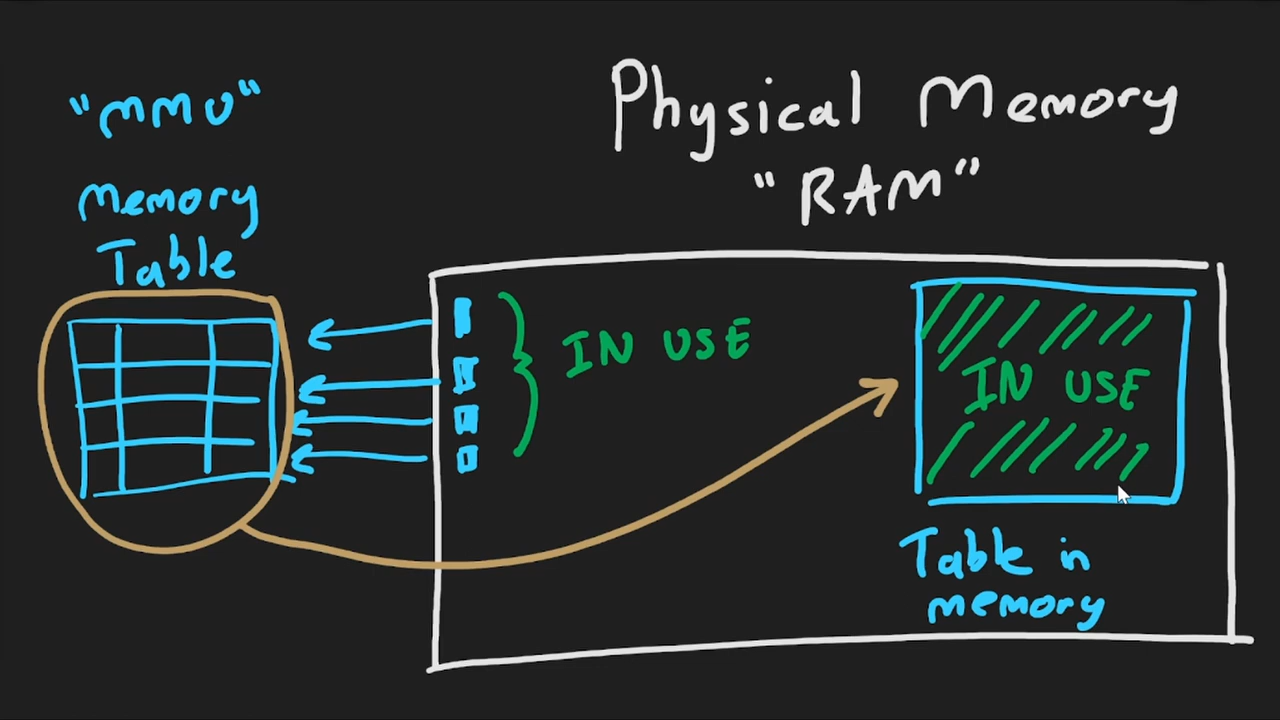 "MMU"
Memory
Table
Physical Memory
"RAM"
IN USE
IN USE
Table in
memory